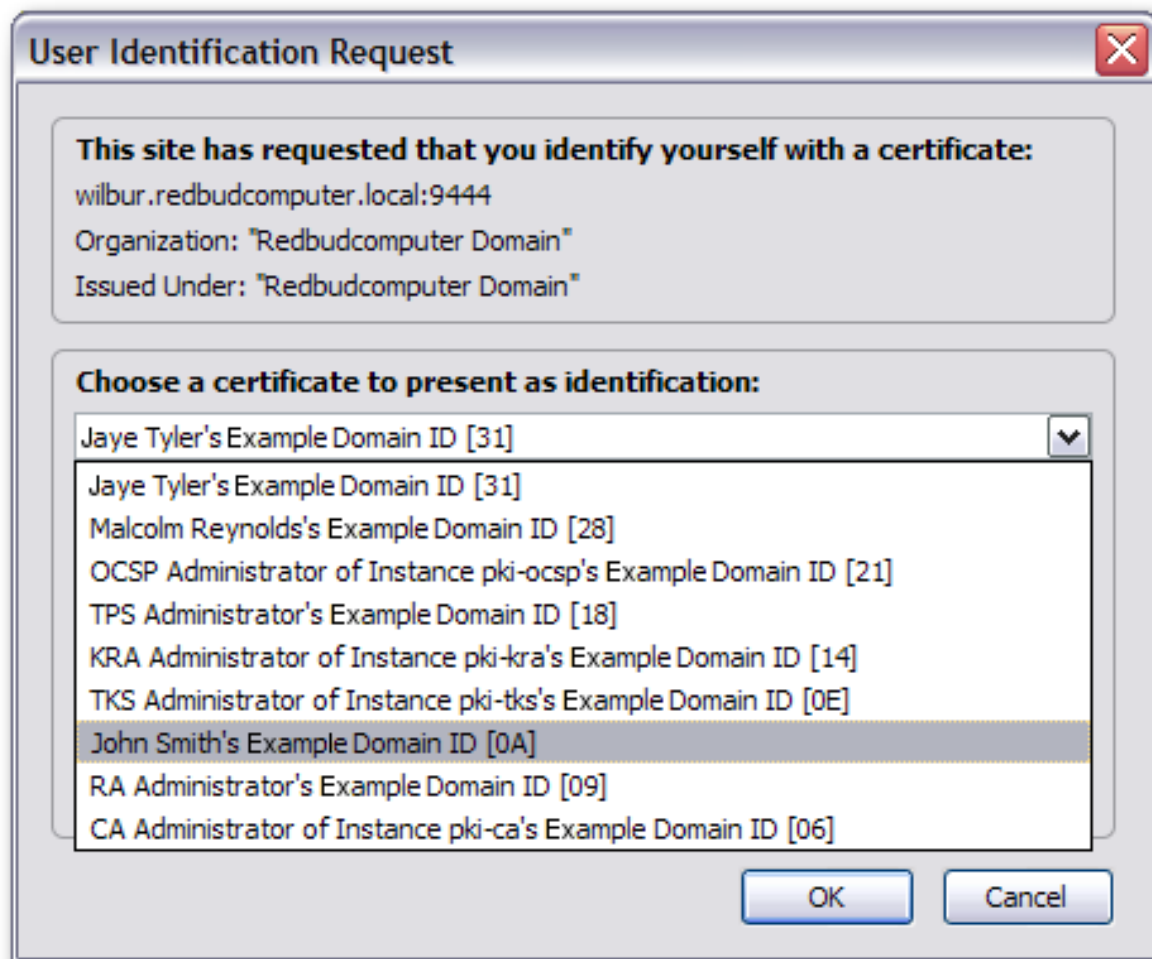 User Identification Request
This site has requested that you identify yourself with a certificate:
wilbur.redbudcomputer.local:9444
Organization: "Redbudcomputer Domain"
Issued Under: "Redbudcomputer Domain"
Choose a certificate to present as identification:
Jaye Tyler's Example Domain ID [31]
Jaye Tyler's Example Domain ID [31]
Malcolm Reynolds's Example Domain ID [28]
OCSP Administrator of Instance pki-ocsp's Example Domain ID [21]
TPS Administrator's Example Domain ID [18]
KRA Administrator of Instance pki-kra's Example Domain ID [14]
TKS Administrator of Instance pki-tks's Example Domain ID [0E]
John Smith's Example Domain ID [0A]
RA Administrator's Example Domain ID [09]
CA Administrator of Instance pki-ca's Example Domain ID [06]
OK Cancel